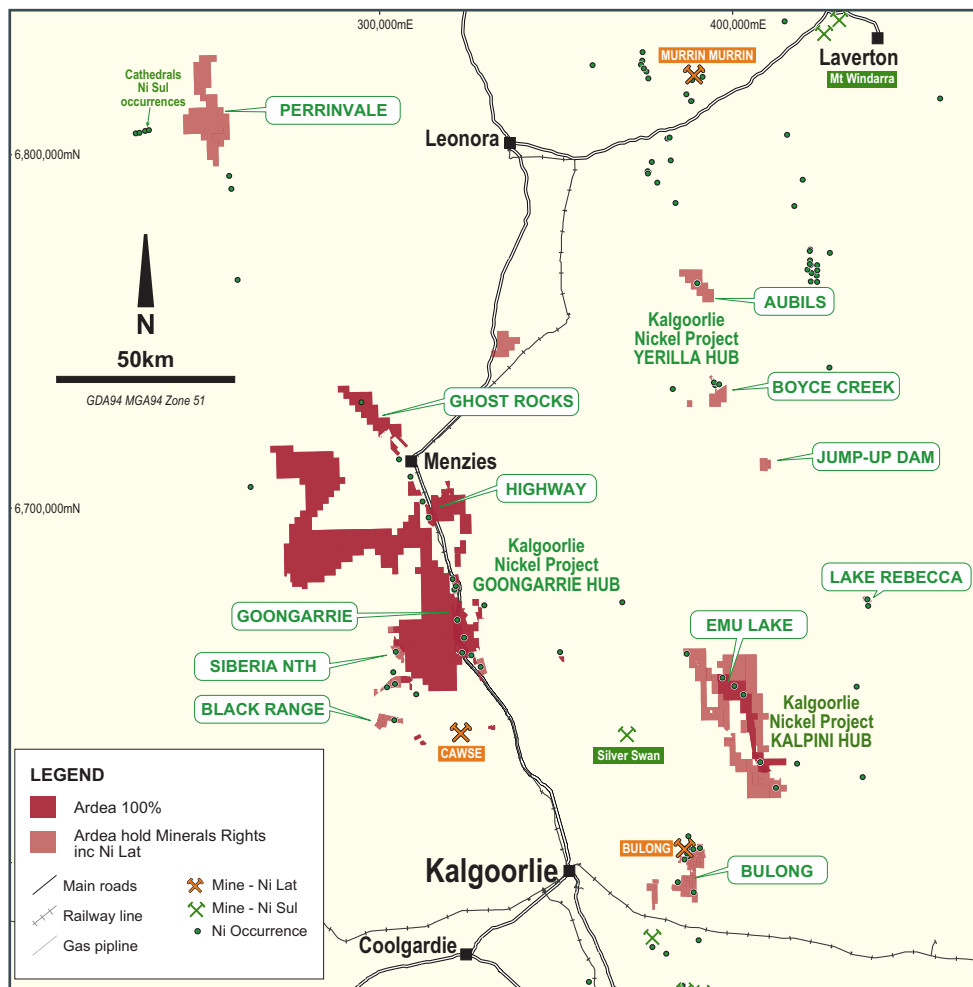 300,000mE
400,000mE
MURRIN MURRIN
Laverton
Mt Windarra
Cathedrals
Ni Sul
occurrences
PERRINVALE
Leonora
6,800,000mN
N
50km
GDA94 MGA94 Zone 51
AUBILS
Kalgoorlie
Nickel Project
YERILLA HUB
BOYCE CREEK
GHOST ROCKS
Menzies
JUMP-UP DAM
HIGHWAY
6,700,000mN
Kalgoorlie
Nickel Project
GOONGARRIE HUB
LAKE REBECCA
GOONGARRIE
EMU LAKE
SIBERIA NTH
BLACK RANGE
Kalgoorlie
Nickel Project
KALPINI HUB
CAWSE
Silver Swan
BULONG
BULONG
Kalgoorlie
Coolgardie
LEGEND
Ardea 100%
Ardea hold Minerals Rights
inc Ni Lat
Main roads
Mine - Ni Lat
Railway line
Mine - Ni Sul
Gas pipline
Ni Occurrence